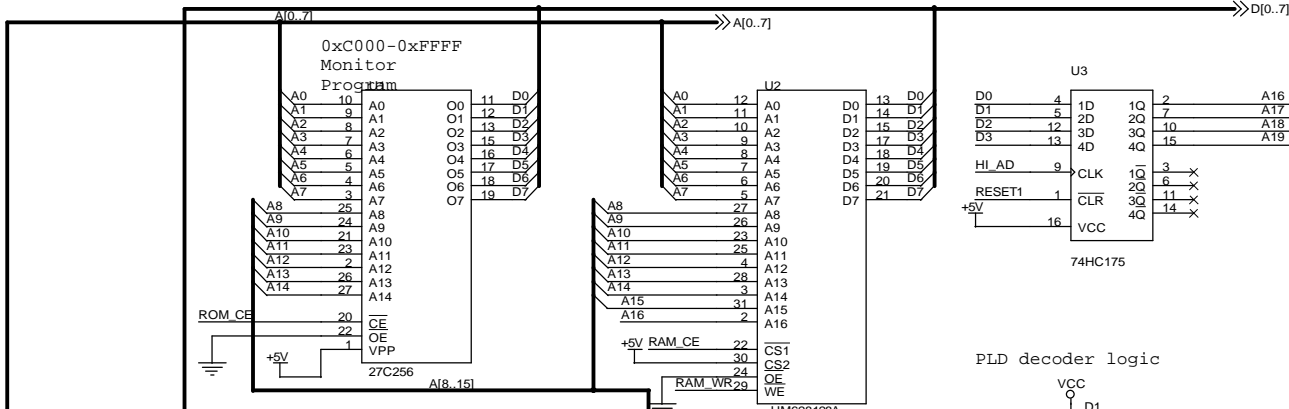 A[0..7]
A[0..7]
D[0..7]
0xC000-0xFFFF
Monitor
Program
A0 10 A0 O0 11 D0
A1 9 A1 O1 12 D1
A2 8 A2 O2 13 D2
A3 7 A3 O3 15 D3
A4 6 A4 O4 16 D4
A5 5 A5 O5 17 D5
A6 4 A6 O6 18 D6
A7 3 A7 O7 19 D7
A8 25 A8
A9 24 A9
A10 21 A10
A11 23 A11
A12 2 A12
A13 26 A13
A14 27 A14
ROM_CE 20 CE
22 OE
+5V 1 VPP
27C256
A[8..15]
U2
A0 12 A0 D0 13 D0
A1 11 A1 D1 14 D1
A2 10 A2 D2 15 D2
A3 9 A3 D3 17 D3
A4 8 A4 D4 18 D4
A5 7 A5 D5 19 D5
A6 6 A6 D6 20 D6
A7 5 A7 D7 21 D7
A8 27 A8
A9 26 A9
A10 23 A10
A11 25 A11
A12 4 A12
A13 28 A13
A14 3 A14
A15 31 A15
A16 2 A16
+5V RAM_CE 22 CS1
30 CS2
24 OE
RAM_WR 29 WE
U3
D0 4 1D 1Q 2 A16
D1 5 2D 2Q 7 A17
D2 12 3D 3Q 10 A18
D3 13 4D 4Q 15 A19
HI_AD 9 CLK 1Q 3
2Q 6
RESET1 1 CLR 3Q 11
4Q 14
+5V 16 VCC
74HC175
PLD decoder logic
VCC
D1